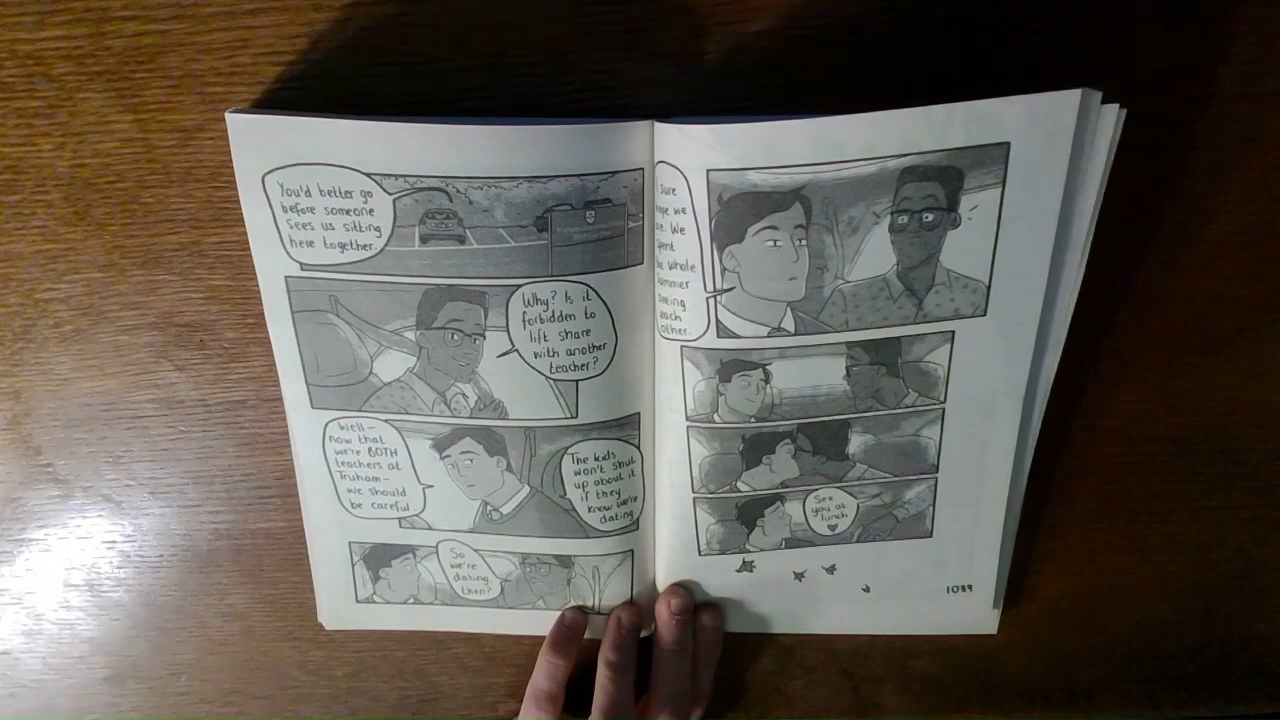 You'd better go
before someone
sees us sitting
here together.
Why? Is it
forbidden to
lift share
with another
teacher?
Well—
now that
we're BOTH
teachers at
Truham—
we should
be careful
The kids
won't shut
up about it
if they
know we're
dating.
So
we're
dating,
then?
sure
we
We
spent
whole
summer
seeing
each
other.
See
you at
lunch